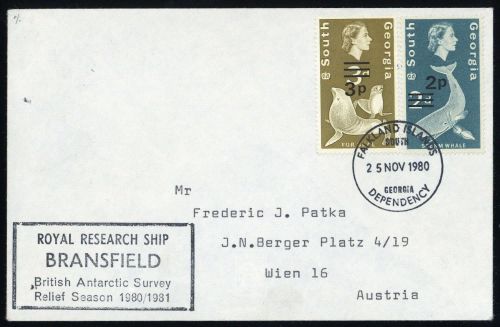 South
Georgia
3p
FUR SEAL
South
Georgia
2p
SPERM WHALE
FALKLAND ISLANDS
SOUTH
25 NOV 1980
GEORGIA
DEPENDENCY
Mr
Frederic J. Patka
J.N.Berger Platz 4/19
Wien 16
Austria
ROYAL RESEARCH SHIP
BRANSFIELD
British Antarctic Survey
Relief Season 1980/1981